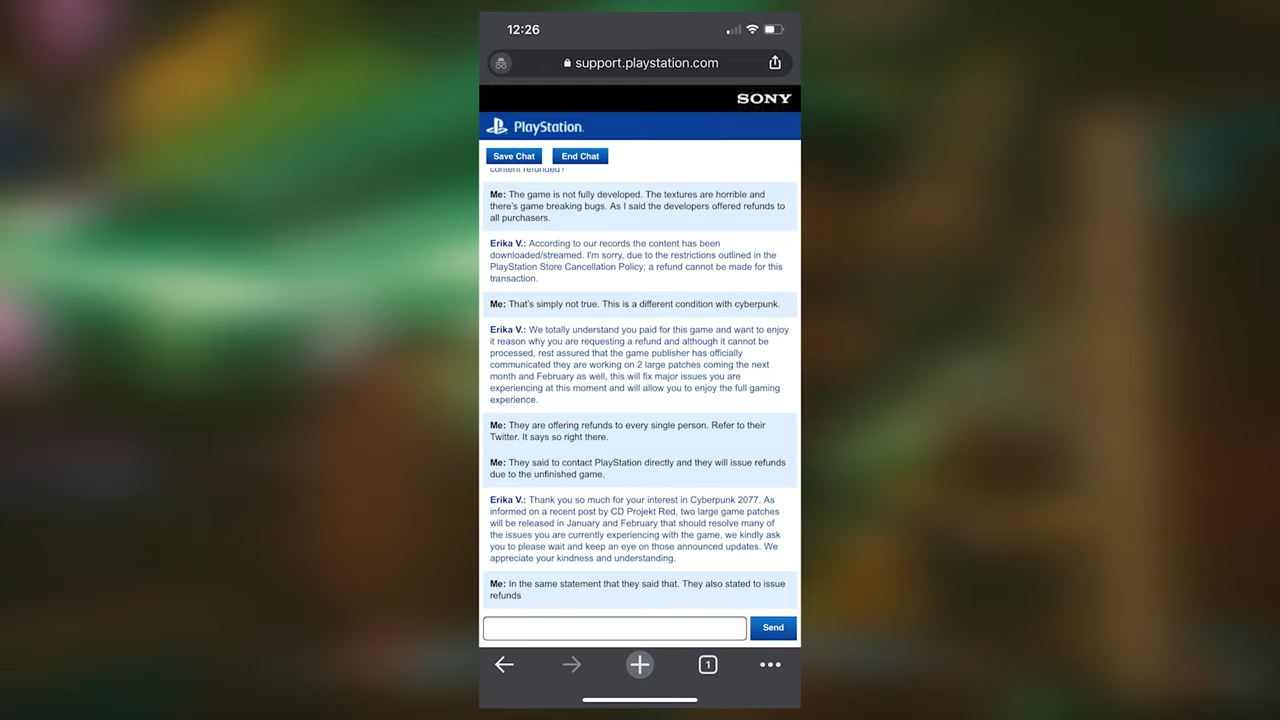 12:26
support.playstation.com
SONY
PlayStation.
Save Chat End Chat
content refunded?
Me: The game is not fully developed. The textures are horrible and
there's game breaking bugs. As I said the developers offered refunds to
all purchasers.
Erika V.: According to our records the content has been
downloaded/streamed. I'm sorry, due to the restrictions outlined in the
PlayStation Store Cancellation Policy; a refund cannot be made for this
transaction.
Me: That's simply not true. This is a different condition with cyberpunk.
Erika V.: We totally understand you paid for this game and want to enjoy
it reason why you are requesting a refund and although it cannot be
processed, rest assured that the game publisher has officially
communicated they are working on 2 large patches coming the next
month and February as well, this will fix major issues you are
experiencing at this moment and will allow you to enjoy the full gaming
experience.
Me: They are offering refunds to every single person. Refer to their
Twitter. It says so right there.
Me: They said to contact PlayStation directly and they will issue refunds
due to the unfinished game.
Erika V.: Thank you so much for your interest in Cyberpunk 2077. As
informed on a recent post by CD Projekt Red, two large game patches
will be released in January and February that should resolve many of
the issues you are currently experiencing with the game, we kindly ask
you to please wait and keep an eye on those announced updates. We
appreciate your kindness and understanding.
Me: In the same statement that they said that. They also stated to issue
refunds
Send
1